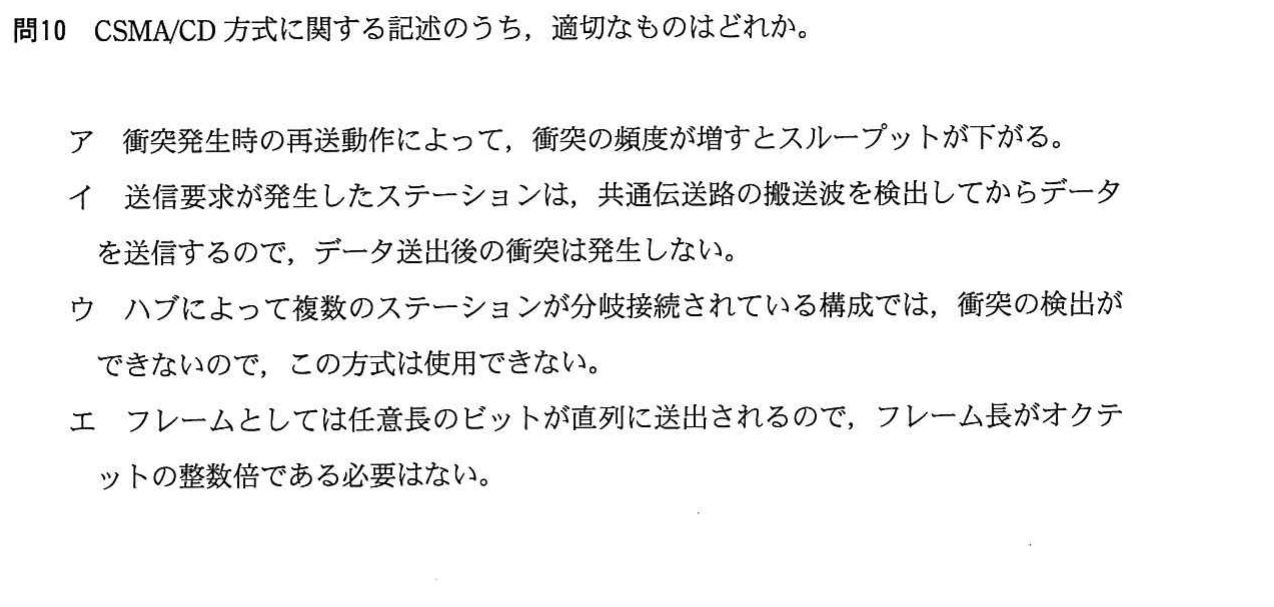 問10 CSMA/CD 方式に関する記述のうち，適切なものはどれか。
ア 衝突発生時の再送動作によって，衝突の頻度が増すとスループットが下がる。
イ 送信要求が発生したステーションは，共通伝送路の搬送波を検出してからデータ
を送信するので，データ送出後の衝突は発生しない。
ウ ハブによって複数のステーションが分岐接続されている構成では，衝突の検出が
できないので，この方式は使用できない。
エ フレームとしては任意長のビットが直列に送出されるので，フレーム長がオクテ
ットの整数倍である必要はない。